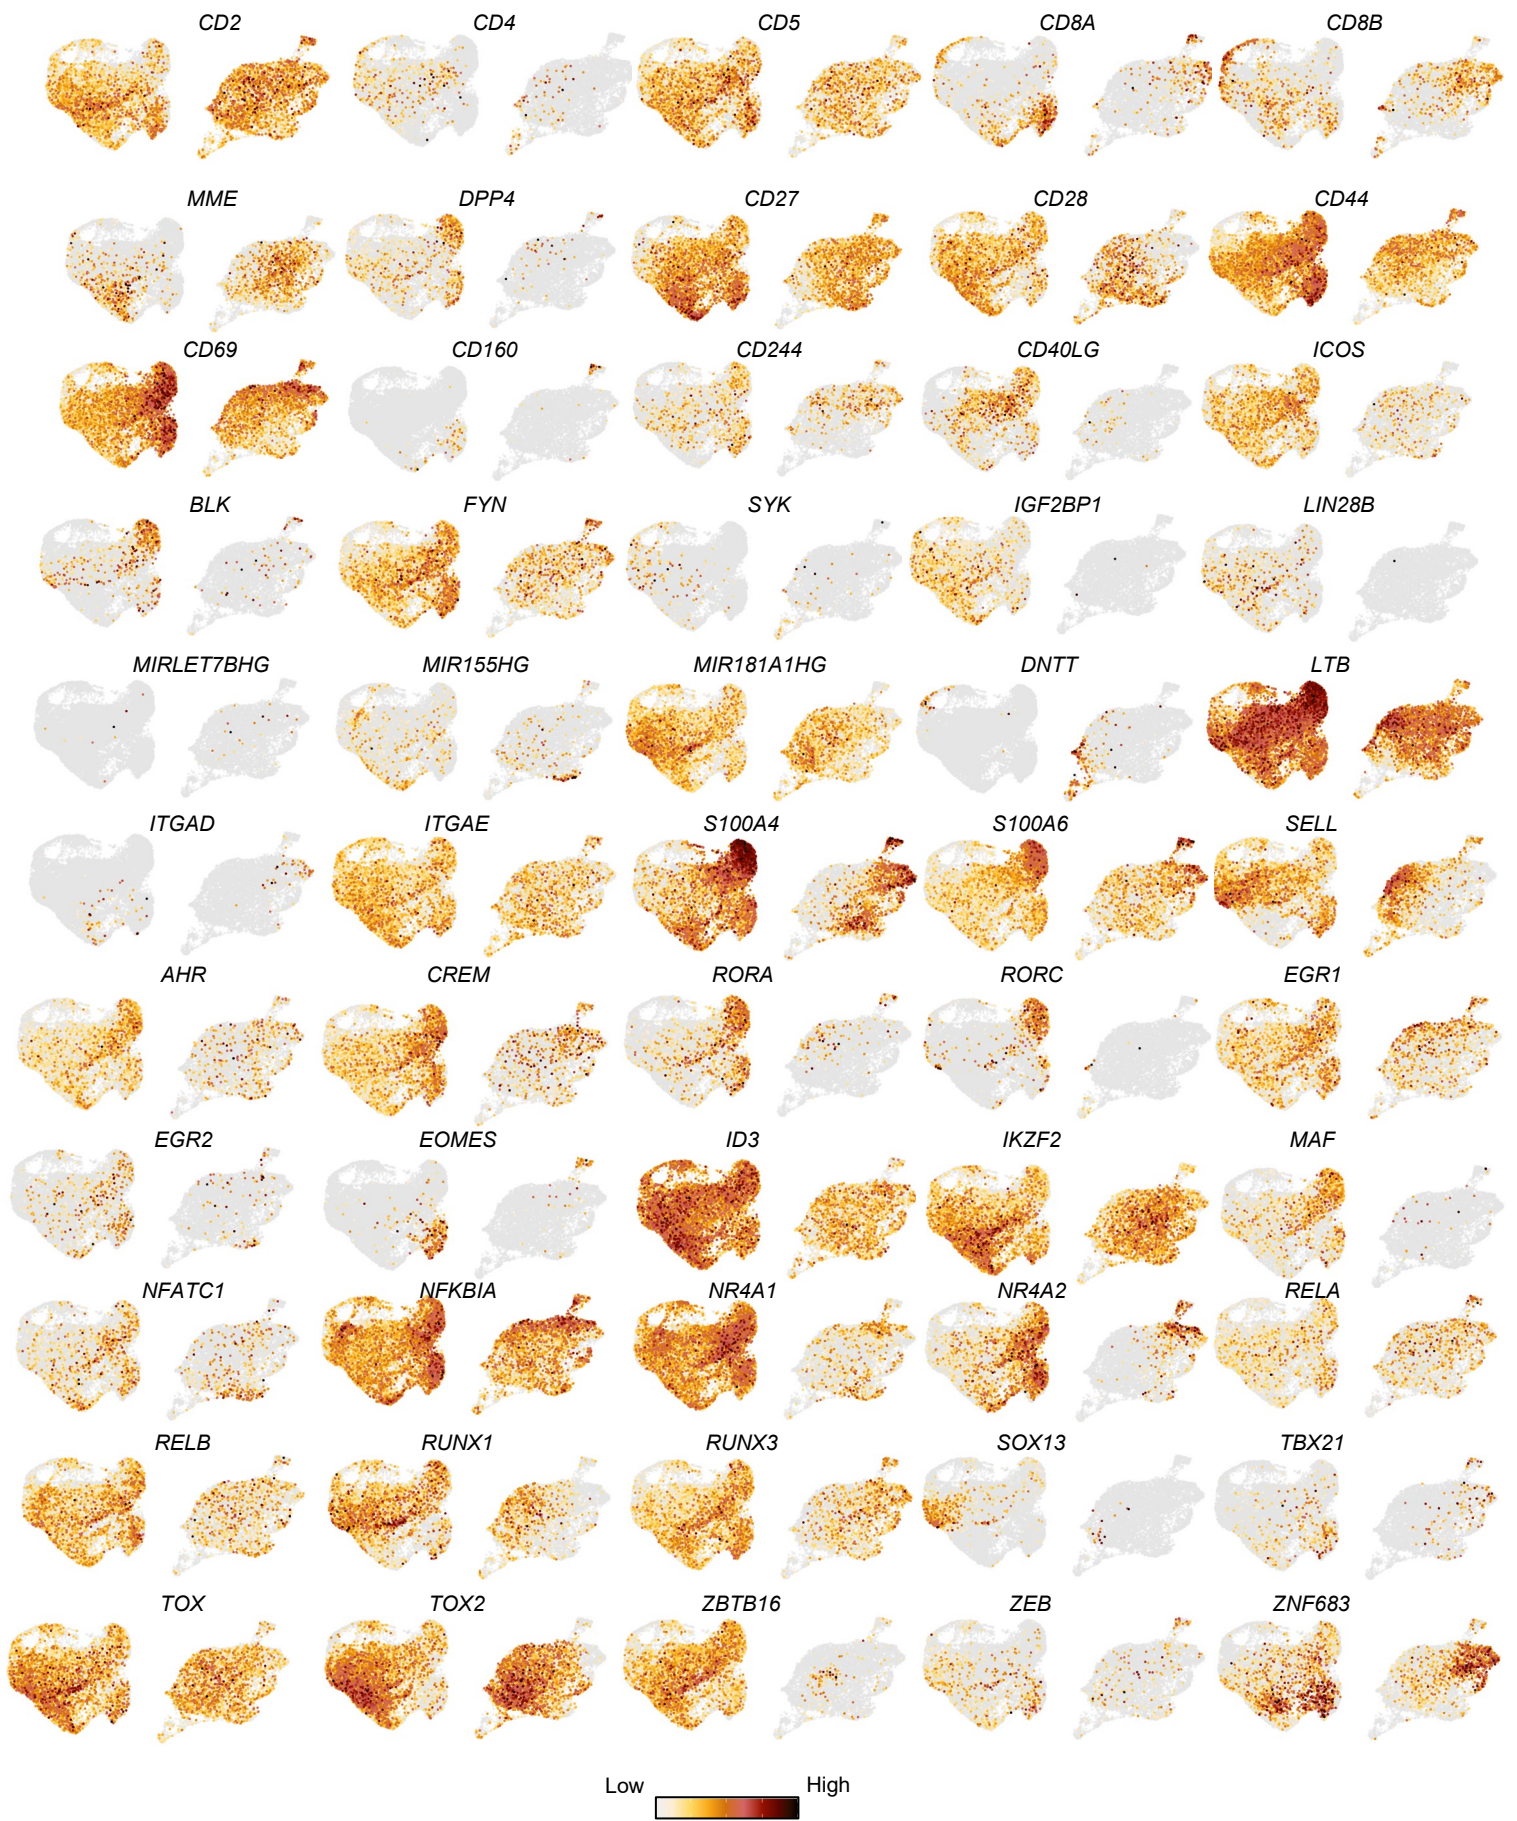 CD2 CD4 CD5 CD8A CD8B
MME DPP4 CD27 CD28 CD44
CD69 CD160 CD244 CD40LG ICOS
BLK FYN SYK IGF2BP1 LIN28B
MIRLET7BHG MIR155HG MIR181A1HG DNTT LTB
ITGAD ITGAE S100A4 S100A6 SELL
AHR CREM RORA RORC EGR1
EGR2 EOMES ID3 IKZF2 MAF
NFATC1 NFKBIA NR4A1 NR4A2 RELA
RELB RUNX1 RUNX3 SOX13 TBX21
TOX TOX2 ZBTB16 ZEB ZNF683
Low High